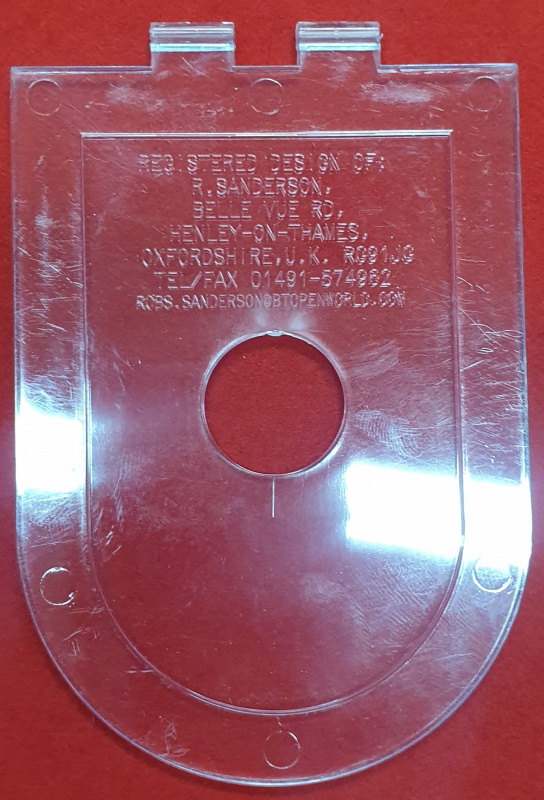 REGISTERED DESIGN OF:
R.SANDERSON,
BELLE VUE RD,
HENLEY-ON-THAMES,
OXFORDSHIRE,U.K. RG91JG
TEL/FAX 01491-574962
ROBS.SANDERSON@BTOPENWORLD.COM